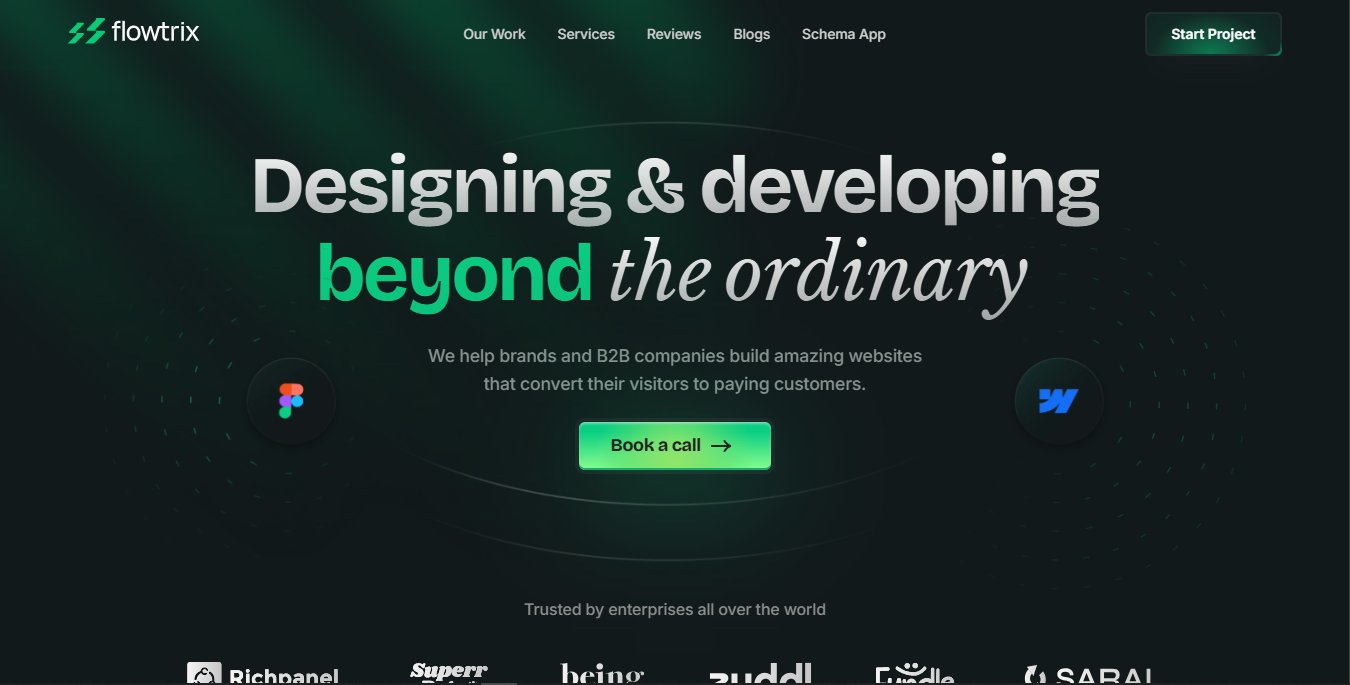 flowtrix
Our Work
Services
Reviews
Blogs
Schema App
Start Project
Designing & developing
beyond the ordinary
We help brands and B2B companies build amazing websites
that convert their visitors to paying customers.
Book a call
Trusted by enterprises all over the world
Richpanel
Superr
being
zuddl
Fundle
SARAL